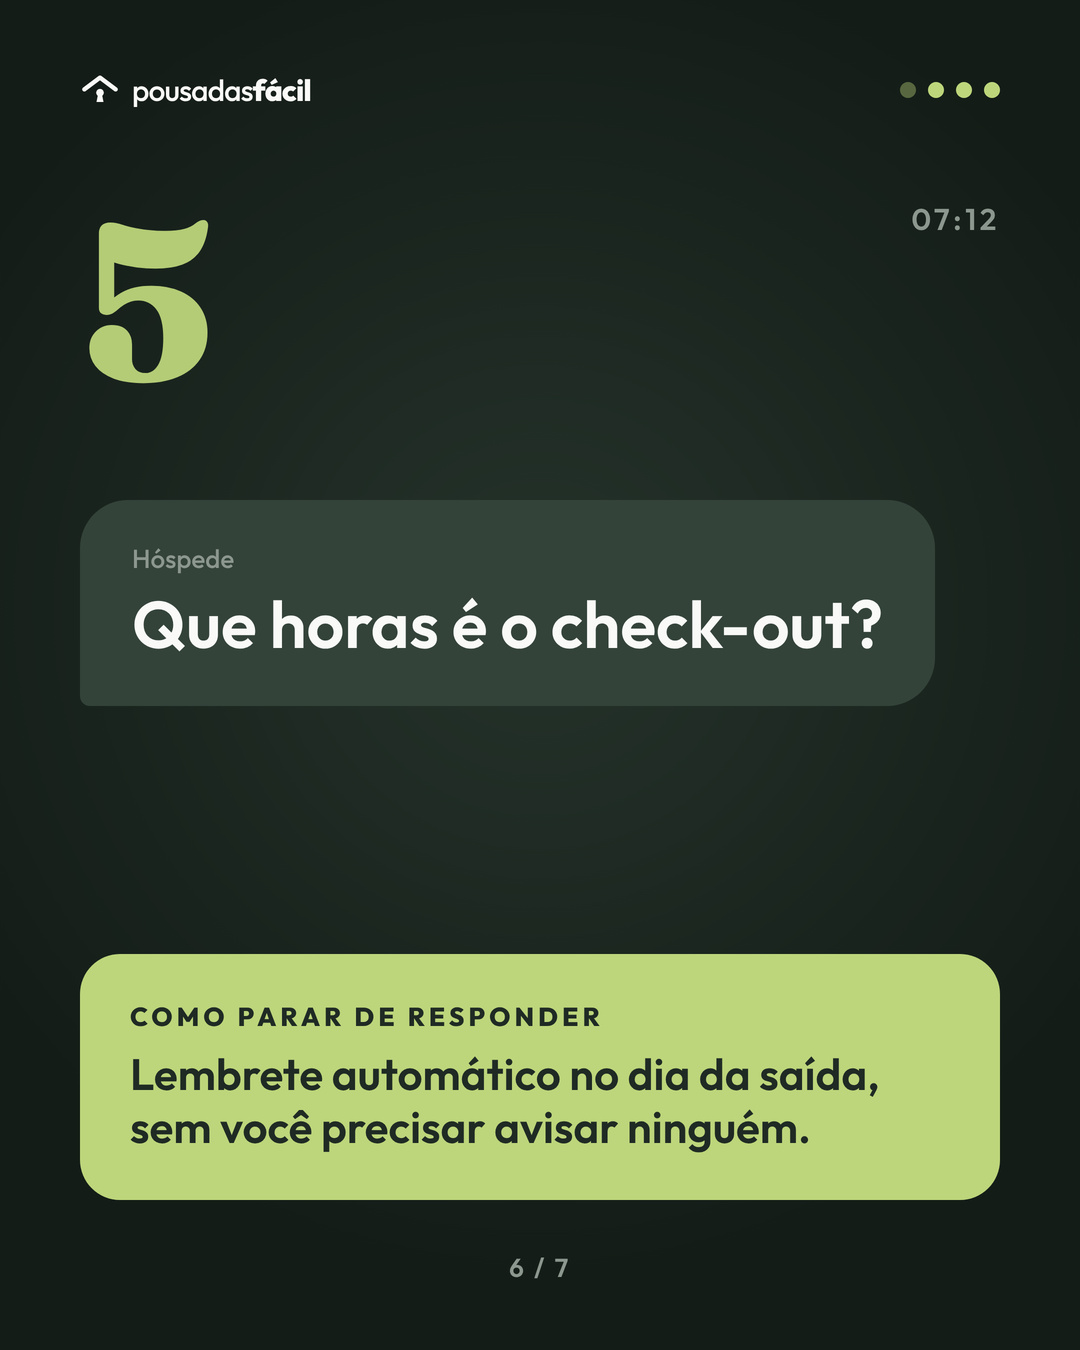 pousadasfácil
5
07:12
Hóspede
Que horas é o check-out?
COMO PARAR DE RESPONDER
Lembrete automático no dia da saída,
sem você precisar avisar ninguém.
6 / 7